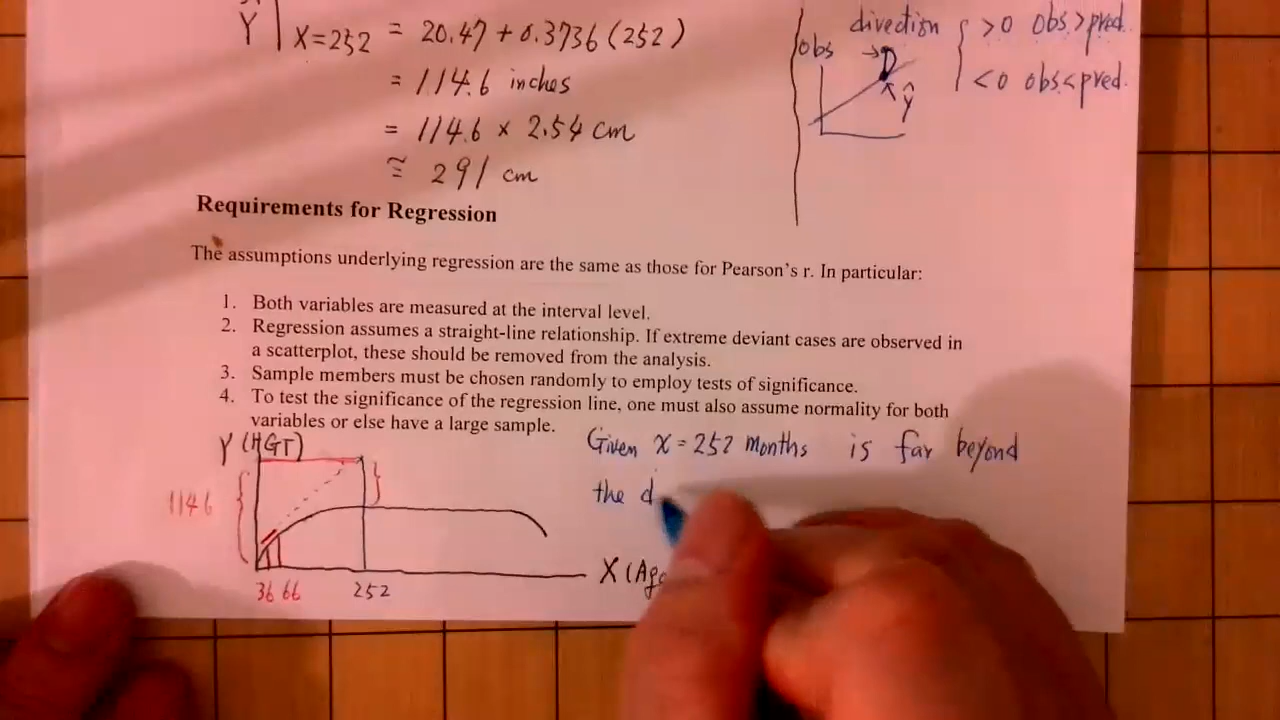 Ŷ | X=252 = 20.47 + 0.3736 (252)
= 114.6 inches
= 114.6 × 2.54 cm
≅ 291 cm
direction { >0 obs>pred.
<0 obs<pred.
obs
D
Ŷ
Requirements for Regression
The assumptions underlying regression are the same as those for Pearson's r. In particular:
1. Both variables are measured at the interval level.
2. Regression assumes a straight-line relationship. If extreme deviant cases are observed in
a scatterplot, these should be removed from the analysis.
3. Sample members must be chosen randomly to employ tests of significance.
4. To test the significance of the regression line, one must also assume normality for both
variables or else have a large sample.
Y (HGT)
114.6
36 66 252
Given x = 252 months is far beyond
the d
X (Ag